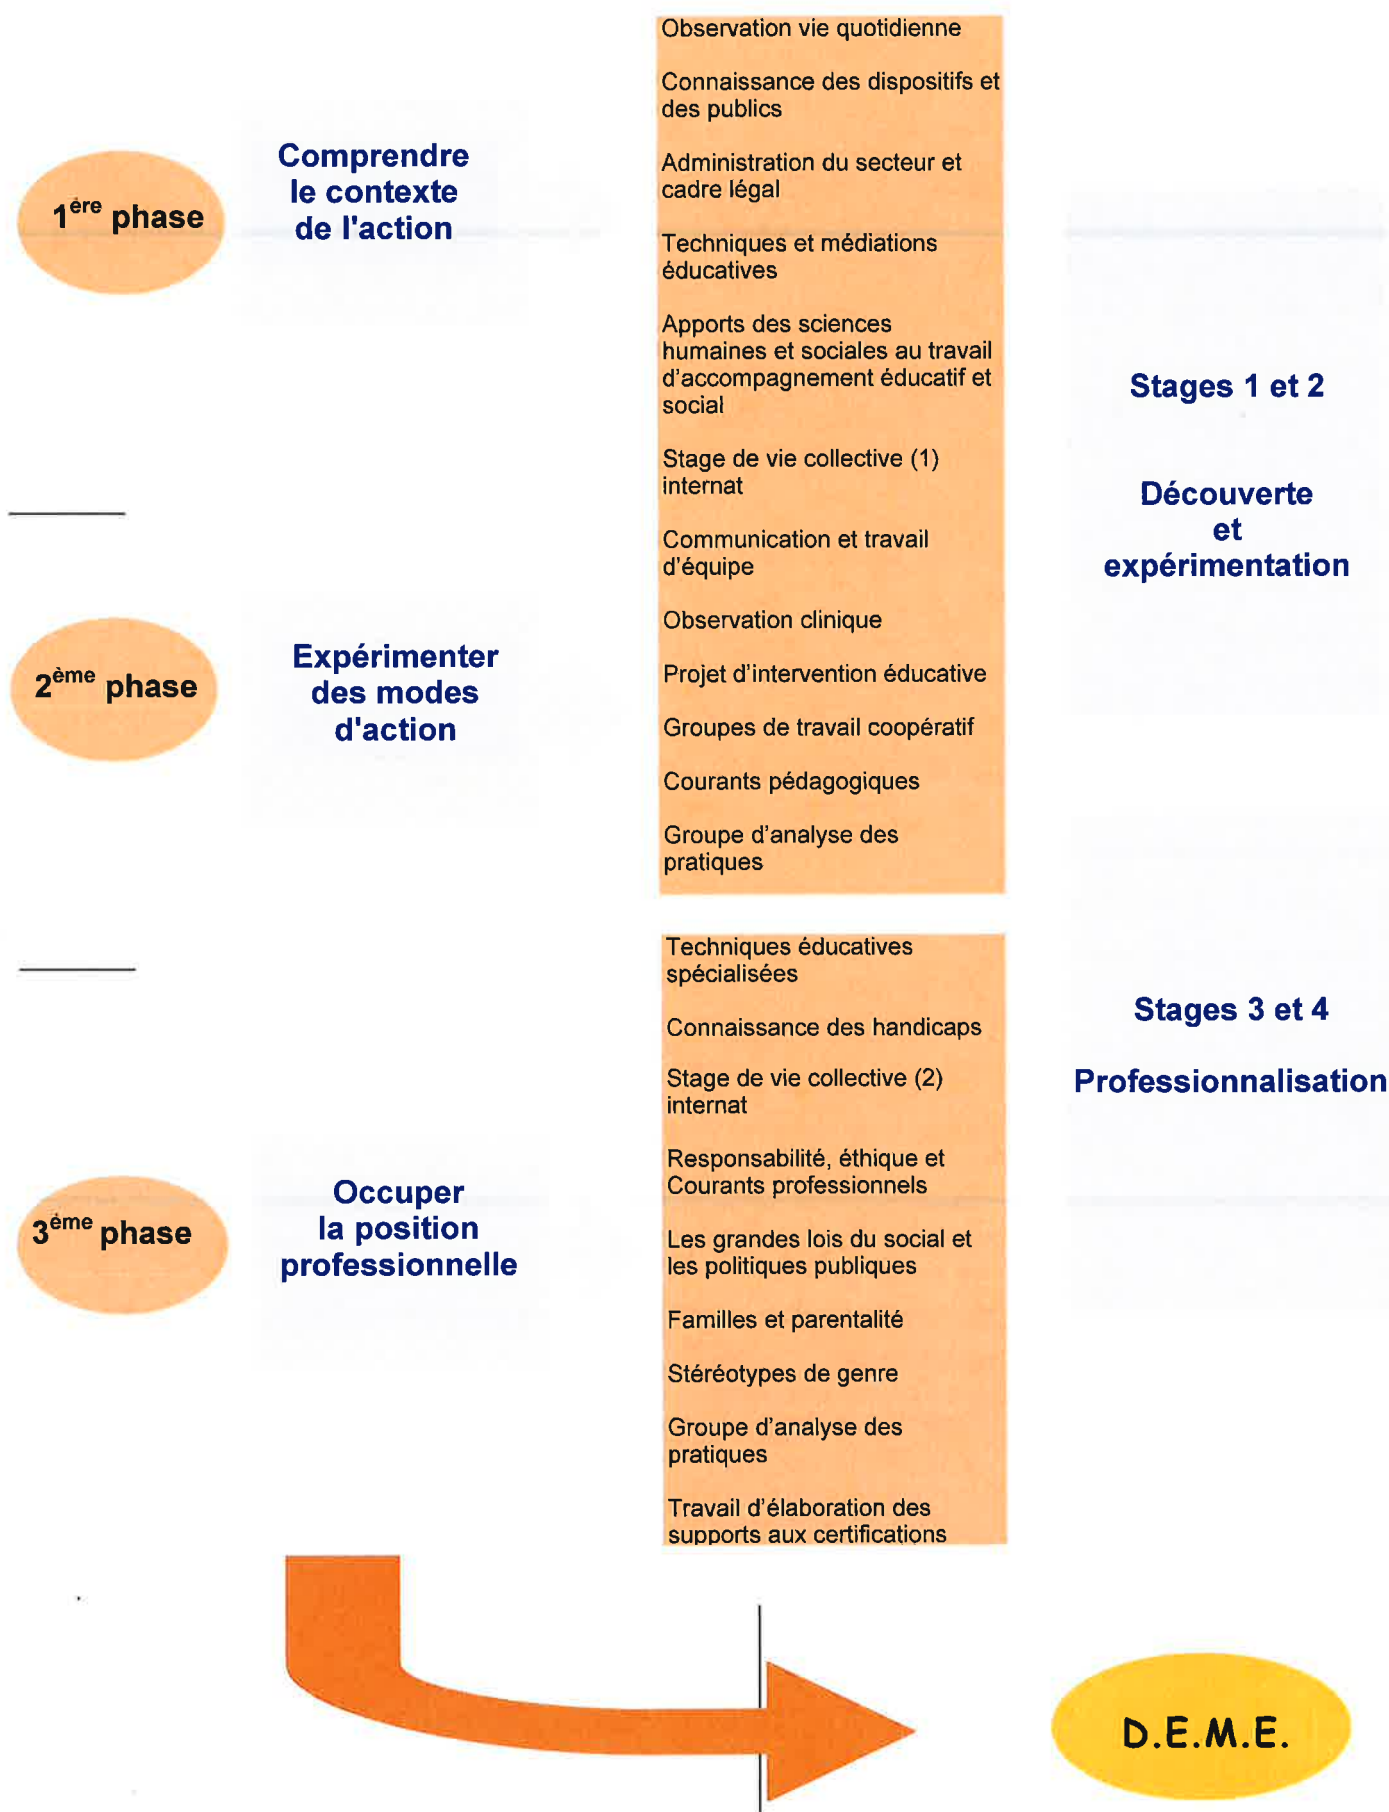 1ère phase
Comprendre
le contexte
de l'action
2ème phase
Expérimenter
des modes
d'action
3ème phase
Occuper
la position
professionnelle
Observation vie quotidienne
Connaissance des dispositifs et
des publics
Administration du secteur et
cadre légal
Techniques et médiations
éducatives
Apports des sciences
humaines et sociales au travail
d'accompagnement éducatif et
social
Stage de vie collective (1)
internat
Communication et travail
d'équipe
Observation clinique
Projet d'intervention éducative
Groupes de travail coopératif
Courants pédagogiques
Groupe d'analyse des
pratiques
Techniques éducatives
spécialisées
Connaissance des handicaps
Stage de vie collective (2)
internat
Responsabilité, éthique et
Courants professionnels
Les grandes lois du social et
les politiques publiques
Familles et parentalité
Stéréotypes de genre
Groupe d'analyse des
pratiques
Travail d'élaboration des
supports aux certifications
Stages 1 et 2
Découverte
et
expérimentation
Stages 3 et 4
Professionnalisation
D.E.M.E.